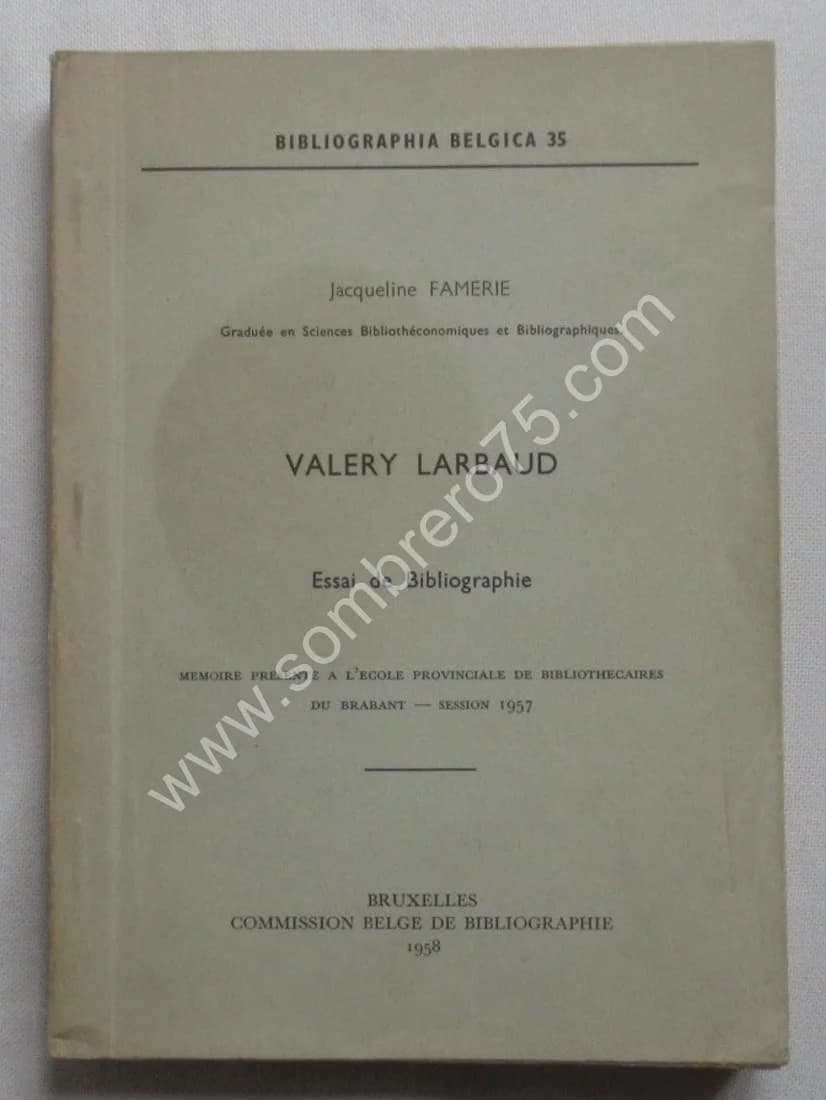 BIBLIOGRAPHIA BELGICA 35
Jacqueline FAMERIE
Graduée en Sciences Bibliothéconomiques et Bibliographiques.
VALERY LARBAUD
Essai de Bibliographie
MEMOIRE PRESENTE A L'ECOLE PROVINCIALE DE BIBLIOTHECAIRES
DU BRABANT — SESSION 1957
BRUXELLES
COMMISSION BELGE DE BIBLIOGRAPHIE
1958
www.sombrero75.com